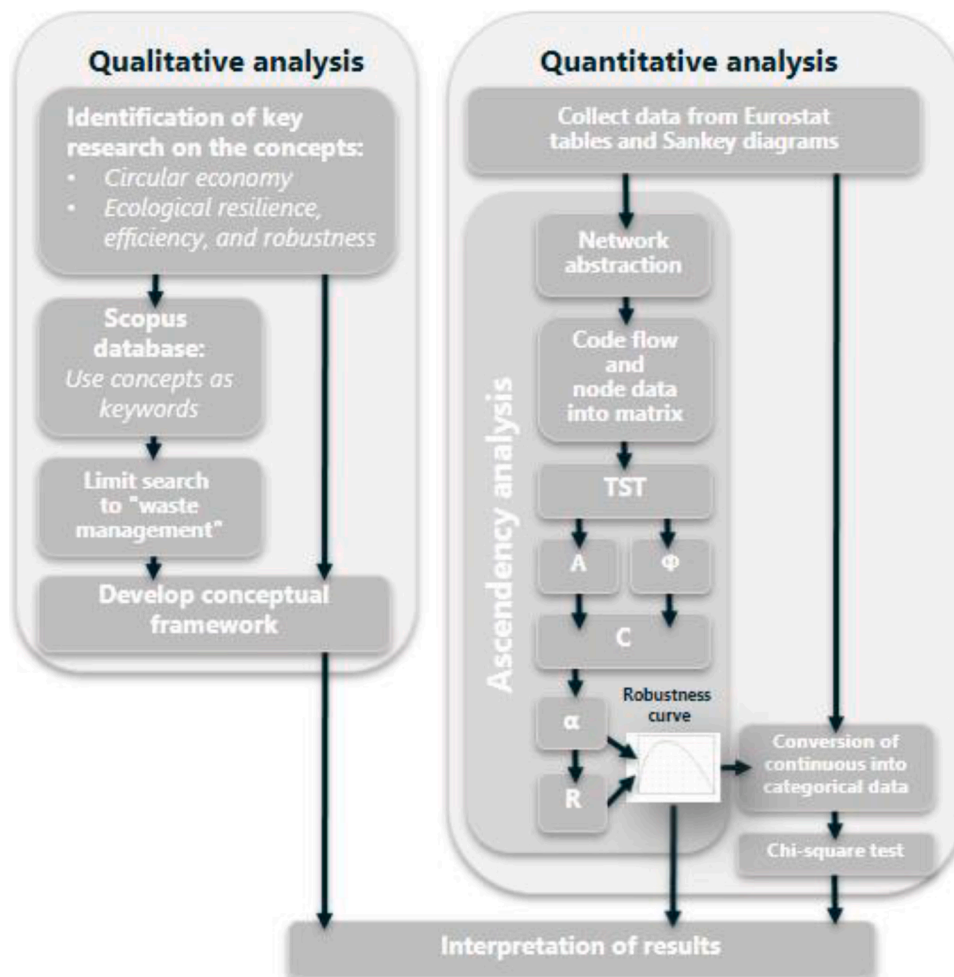 Qualitative analysis
Identification of key
research on the concepts:
• Circular economy
• Ecological resilience,
efficiency, and robustness
Scopus
database:
Use concepts as
keywords
Limit search
to "waste
management"
Develop conceptual
framework
Quantitative analysis
Collect data from Eurostat
tables and Sankey diagrams
Ascendency analysis
Network
abstraction
Code flow
and
node data
into matrix
TST
A
Φ
C
α
R
Robustness
curve
Conversion of
continuous into
categorical data
Chi-square test
Interpretation of results